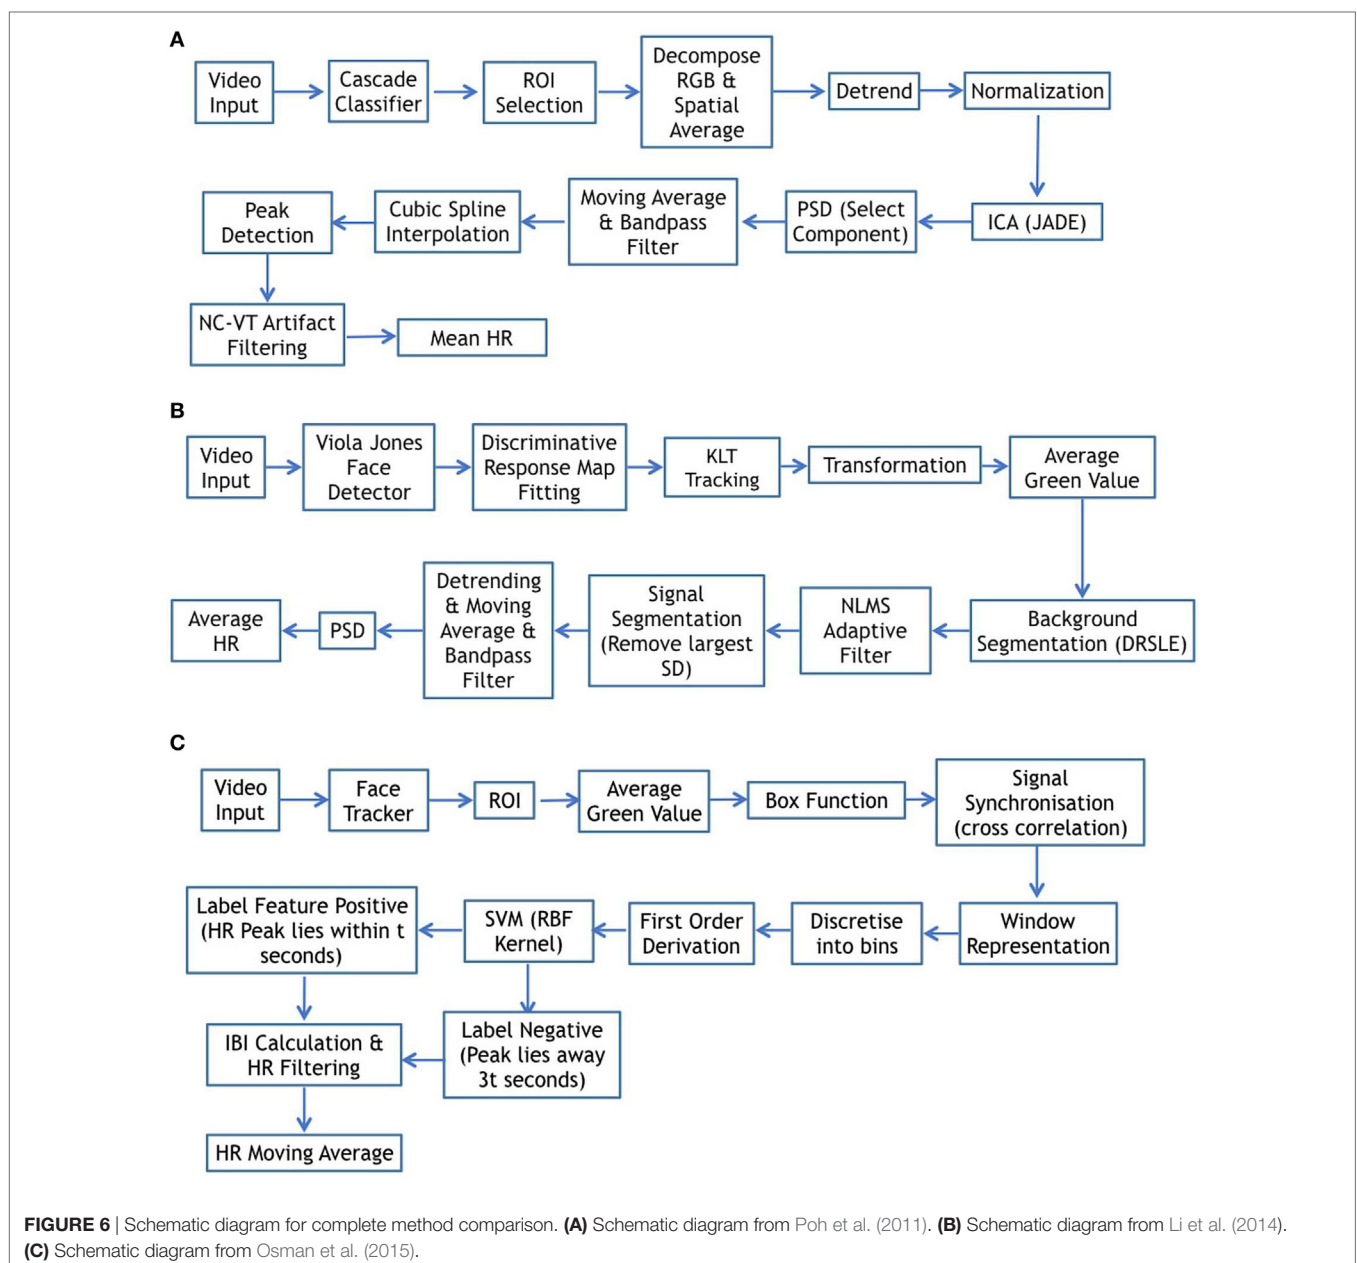 A
Video
Input
Cascade
Classifier
ROI
Selection
Decompose
RGB &
Spatial
Average
Detrend
Normalization
Peak
Detection
Cubic Spline
Interpolation
Moving Average
& Bandpass
Filter
PSD (Select
Component)
ICA (JADE)
NC-VT Artifact
Filtering
Mean HR
B
Video
Input
Viola Jones
Face
Detector
Discriminative
Response Map
Fitting
KLT
Tracking
Transformation
Average
Green Value
Average
HR
PSD
Detrending
& Moving
Average &
Bandpass
Filter
Signal
Segmentation
(Remove largest
SD)
NLMS
Adaptive
Filter
Background
Segmentation (DRSLE)
C
Video
Input
Face
Tracker
ROI
Average
Green Value
Box Function
Signal
Synchronisation
(cross correlation)
Label Feature Positive
(HR Peak lies within t
seconds)
SVM (RBF
Kernel)
First Order
Derivation
Discretise
into bins
Window
Representation
IBI Calculation &
HR Filtering
Label Negative
(Peak lies away
3t seconds)
HR Moving Average
FIGURE 6 | Schematic diagram for complete method comparison. (A) Schematic diagram from Poh et al. (2011). (B) Schematic diagram from Li et al. (2014).
(C) Schematic diagram from Osman et al. (2015).